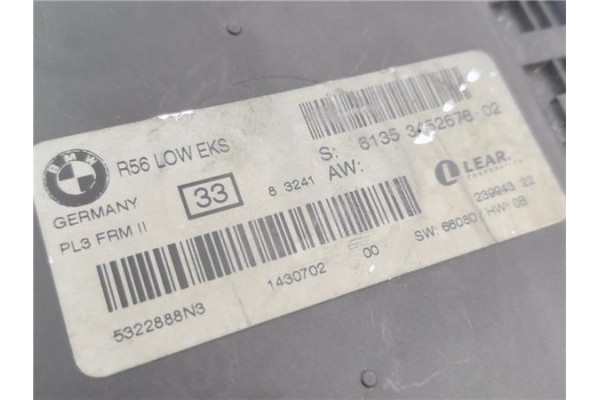 BMW
R56 LOW EKS
S: 6135 3452676 02
33
8 3241
AW:
LEAR.
CORPORATION
GERMANY
PL3 FRM II
239943 22
SW: 66080 HW: 08
1430702 00
5322888N3